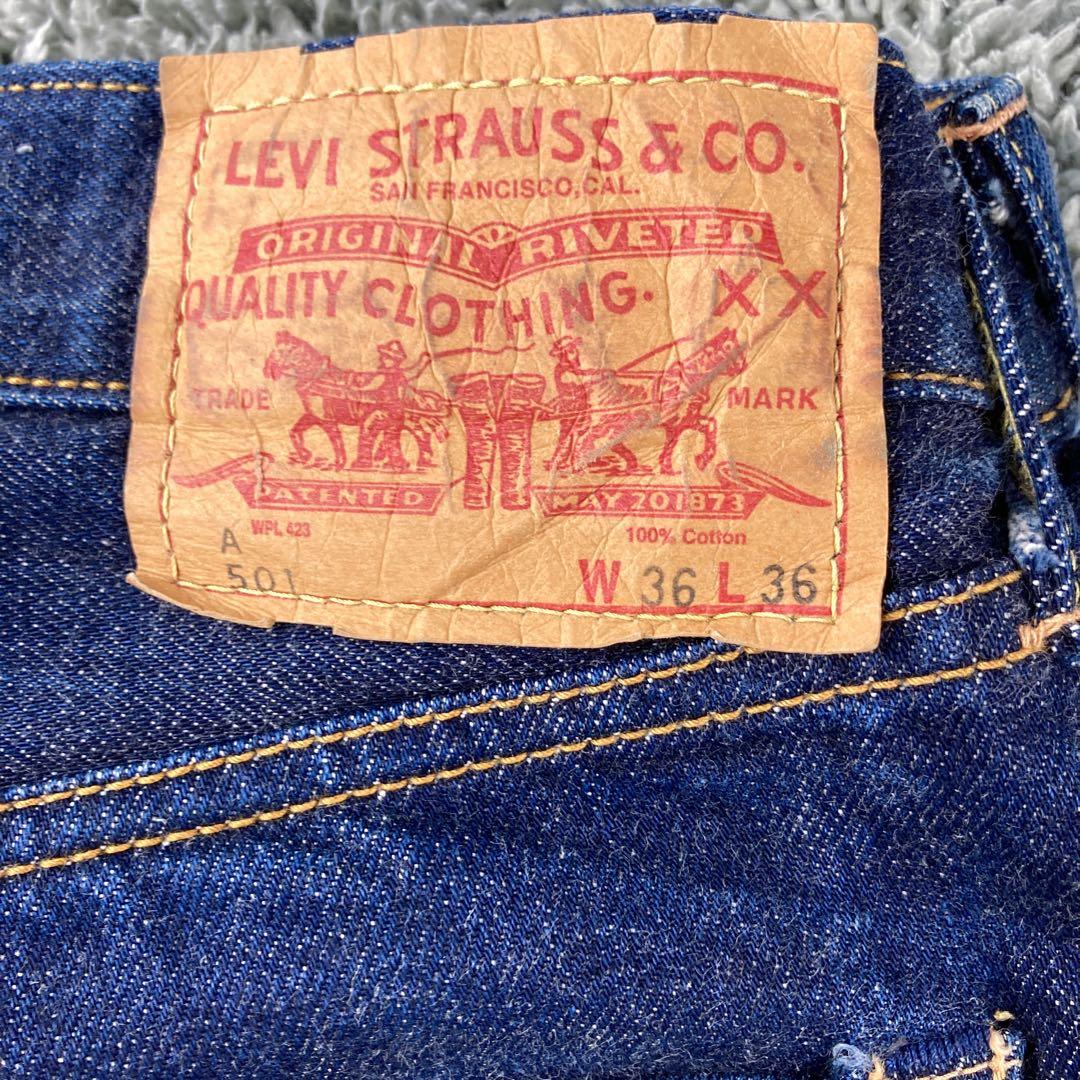 LEVI STRAUSS & CO.
SAN FRANCISCO, CAL.
ORIGINAL RIVETED
QUALITY CLOTHING. XX
TRADE MARK
PATENTED MAY 20 1873
WPL 423 100% Cotton
A
501 W 36 L 36